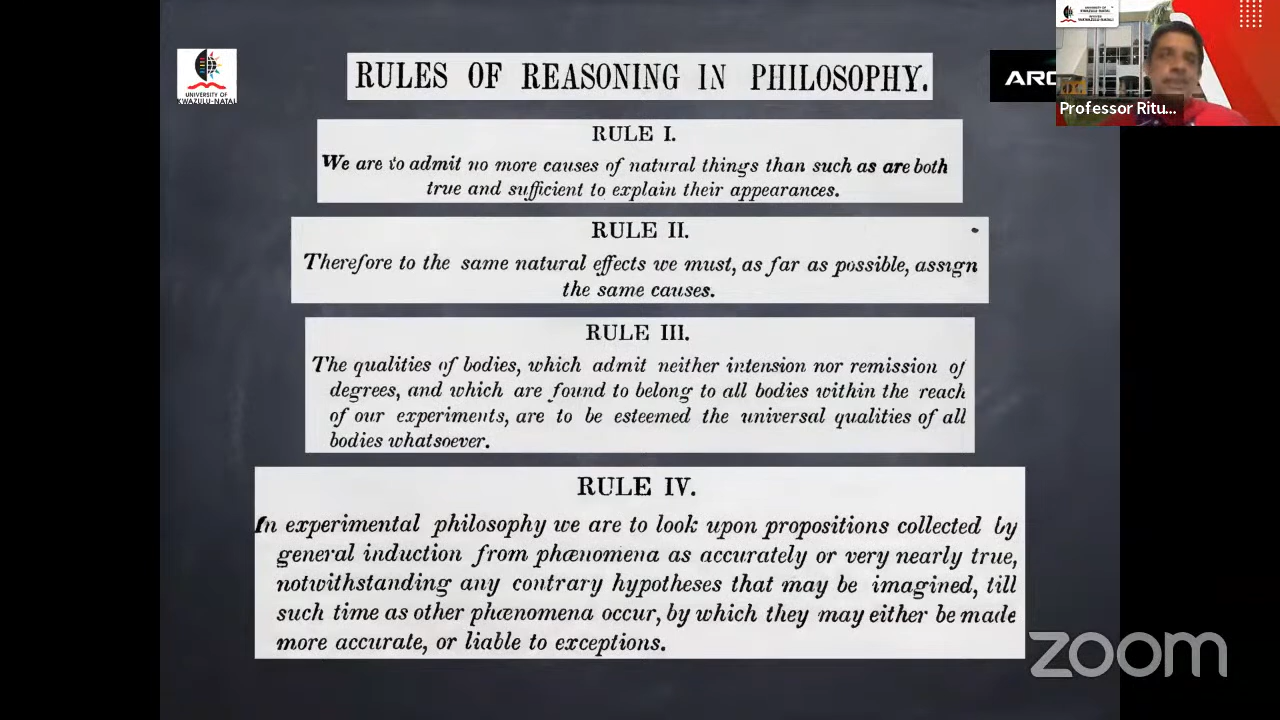 UNIVERSITY OF
KWAZULU-NATAL
RULES OF REASONING IN PHILOSOPHY.
ARC
UNIVERSITY OF
KWAZULU-NATAL
Professor Ritu...
RULE I.
We are to admit no more causes of natural things than such as are both
true and sufficient to explain their appearances.
RULE II.
Therefore to the same natural effects we must, as far as possible, assign
the same causes.
RULE III.
The qualities of bodies, which admit neither intension nor remission of
degrees, and which are found to belong to all bodies within the reach
of our experiments, are to be esteemed the universal qualities of all
bodies whatsoever.
RULE IV.
In experimental philosophy we are to look upon propositions collected by
general induction from phænomena as accurately or very nearly true,
notwithstanding any contrary hypotheses that may be imagined, till
such time as other phænomena occur, by which they may either be made
more accurate, or liable to exceptions.
zoom